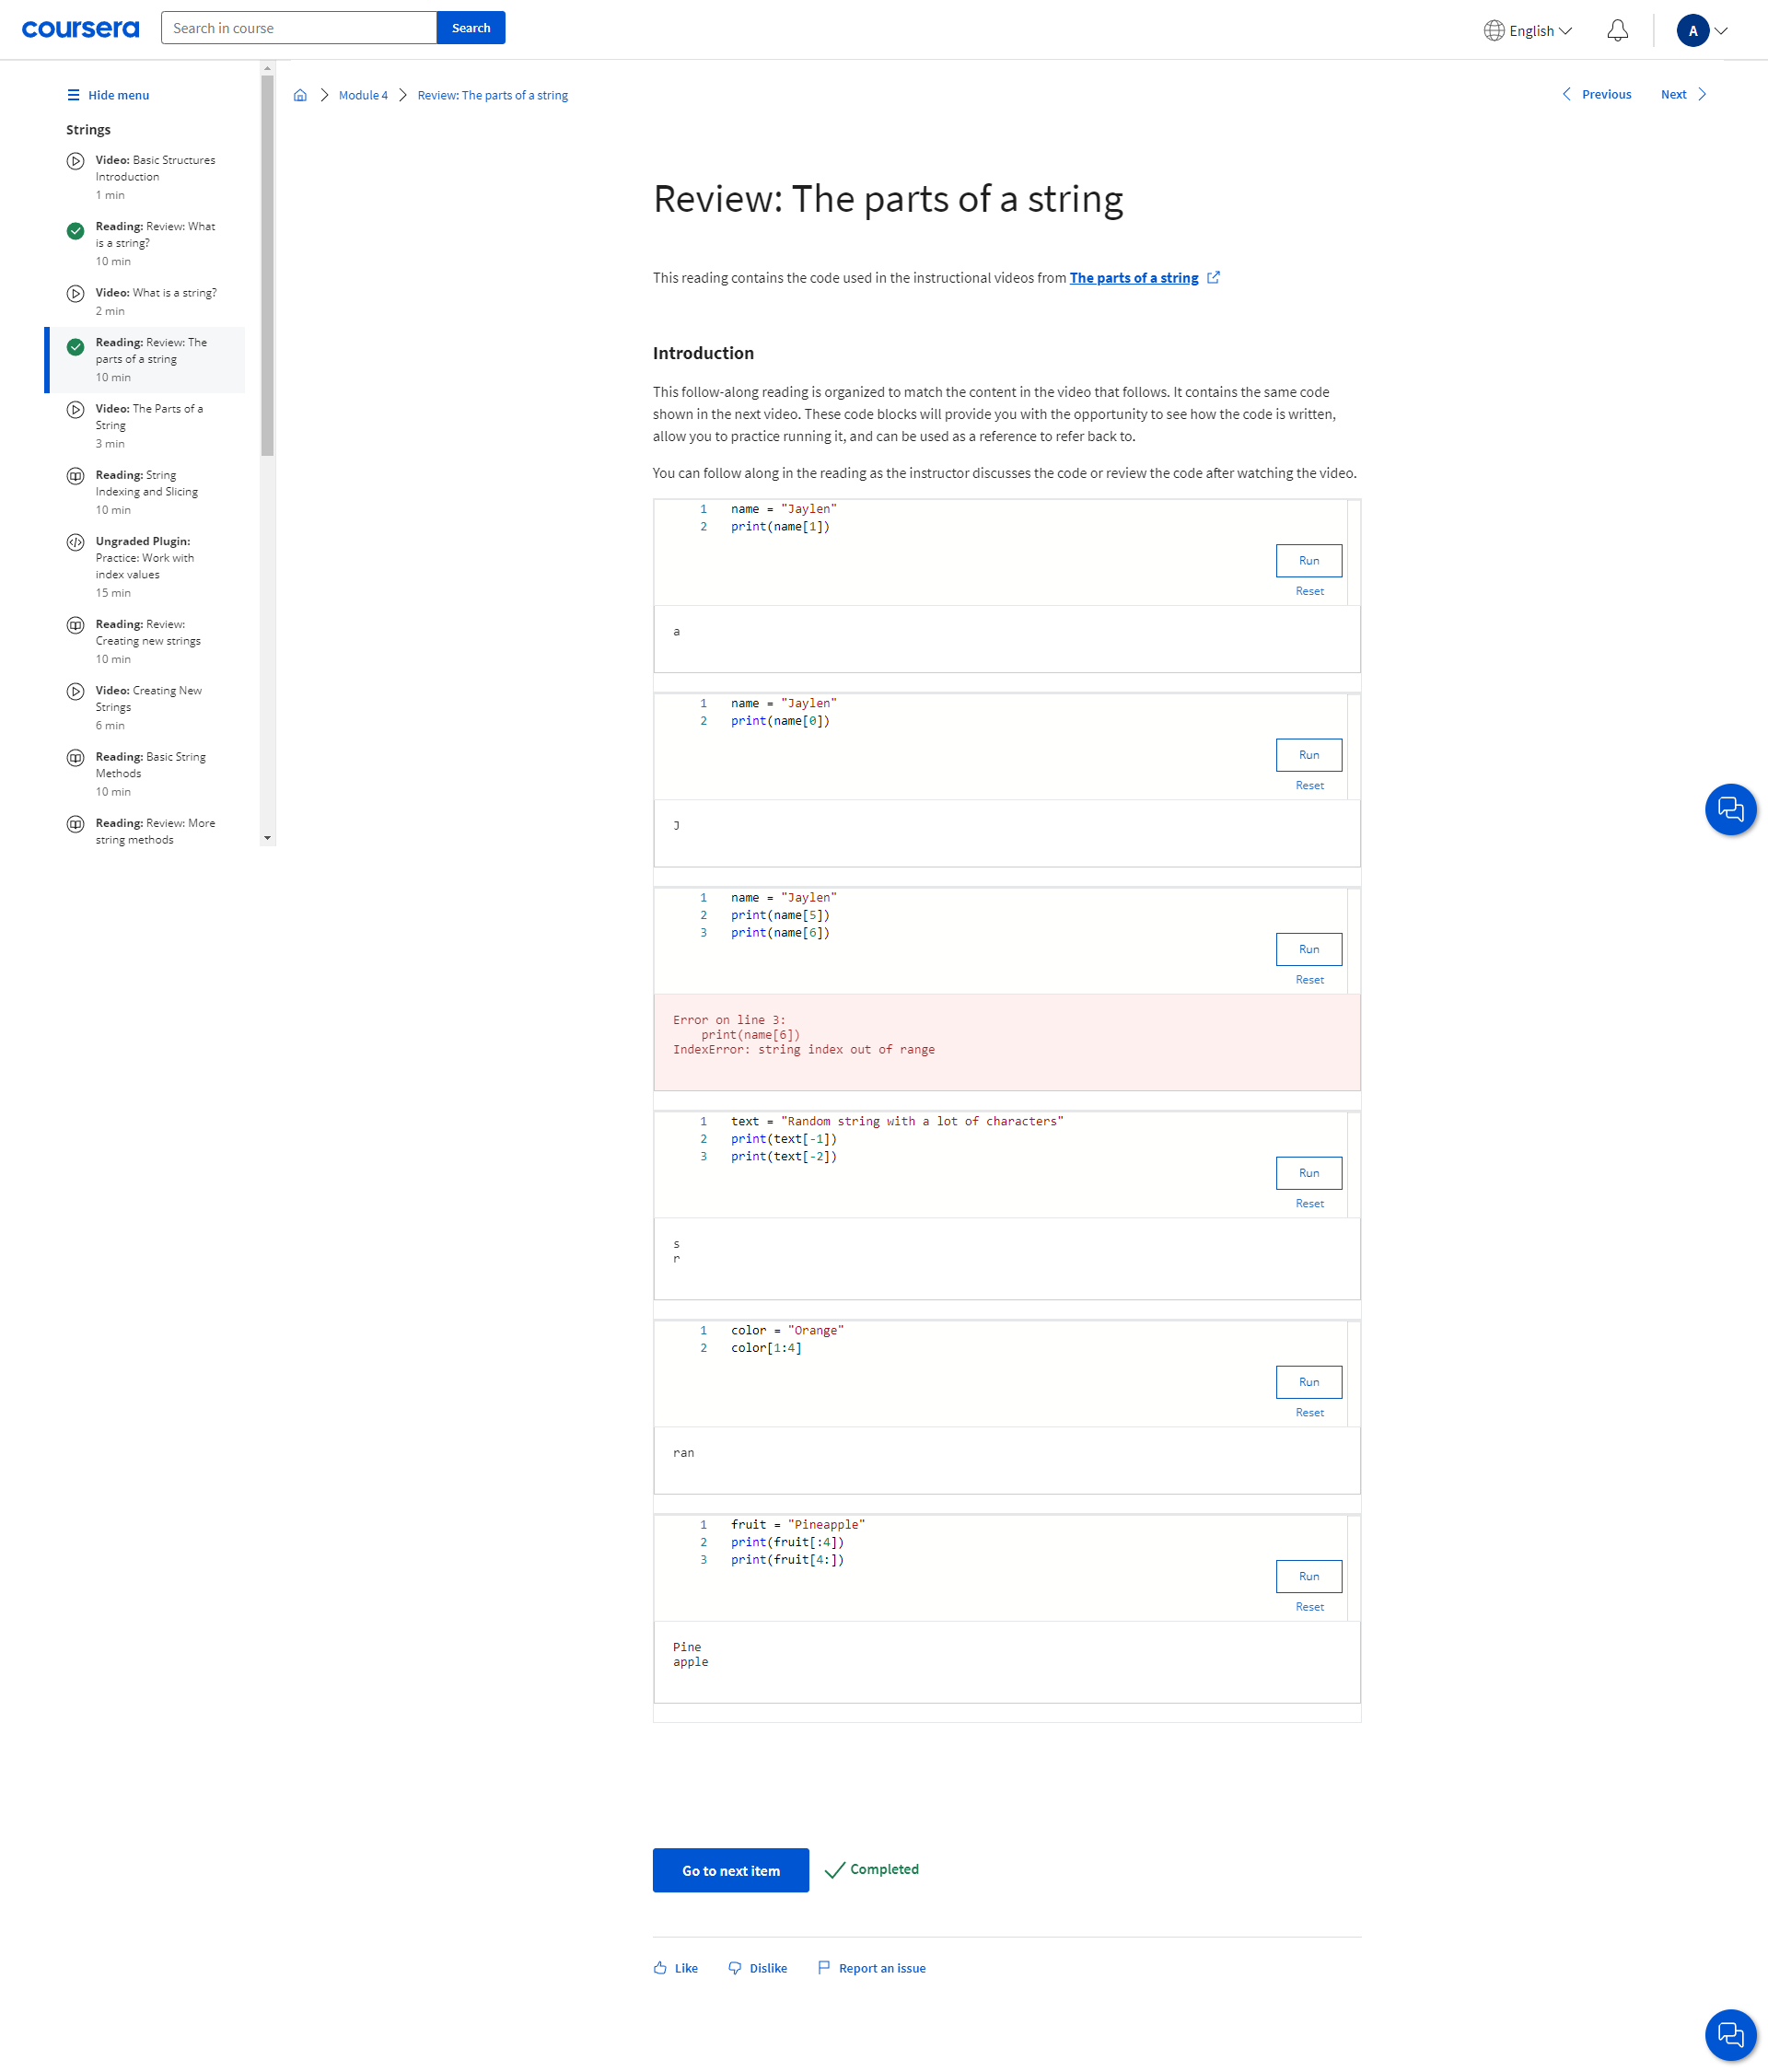 coursera
Search in course
Search
English
A
Hide menu
Strings
Video: Basic Structures
Introduction
1 min
Reading: Review: What
is a string?
10 min
Video: What is a string?
2 min
Reading: Review: The
parts of a string
10 min
Video: The Parts of a
String
3 min
Reading: String
Indexing and Slicing
10 min
Ungraded Plugin:
Practice: Work with
index values
15 min
Reading: Review:
Creating new strings
10 min
Video: Creating New
Strings
6 min
Reading: Basic String
Methods
10 min
Reading: Review: More
string methods
Module 4
Review: The parts of a string
Previous
Next
Review: The parts of a string
This reading contains the code used in the instructional videos from The parts of a string
Introduction
This follow-along reading is organized to match the content in the video that follows. It contains the same code
shown in the next video. These code blocks will provide you with the opportunity to see how the code is written,
allow you to practice running it, and can be used as a reference to refer back to.
You can follow along in the reading as the instructor discusses the code or review the code after watching the video.
1 name = "Jaylen"
2 print(name[1])
Run
Reset
a
1 name = "Jaylen"
2 print(name[0])
Run
Reset
J
1 name = "Jaylen"
2 print(name[5])
3 print(name[6])
Run
Reset
Error on line 3:
    print(name[6])
IndexError: string index out of range
1 text = "Random string with a lot of characters"
2 print(text[-1])
3 print(text[-2])
Run
Reset
s
r
1 color = "Orange"
2 color[1:4]
Run
Reset
ran
1 fruit = "Pineapple"
2 print(fruit[:4])
3 print(fruit[4:])
Run
Reset
Pine
apple
Go to next item
Completed
Like
Dislike
Report an issue